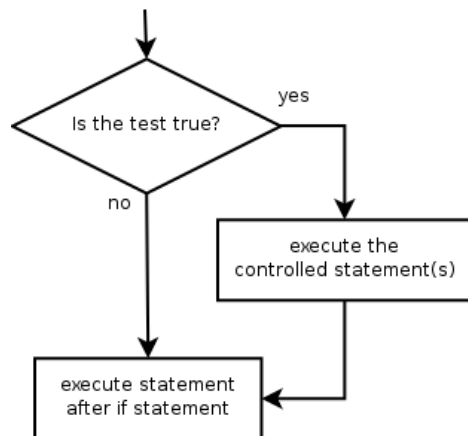 Is the test true?
yes
no
execute the
controlled statement(s)
execute statement
after if statement